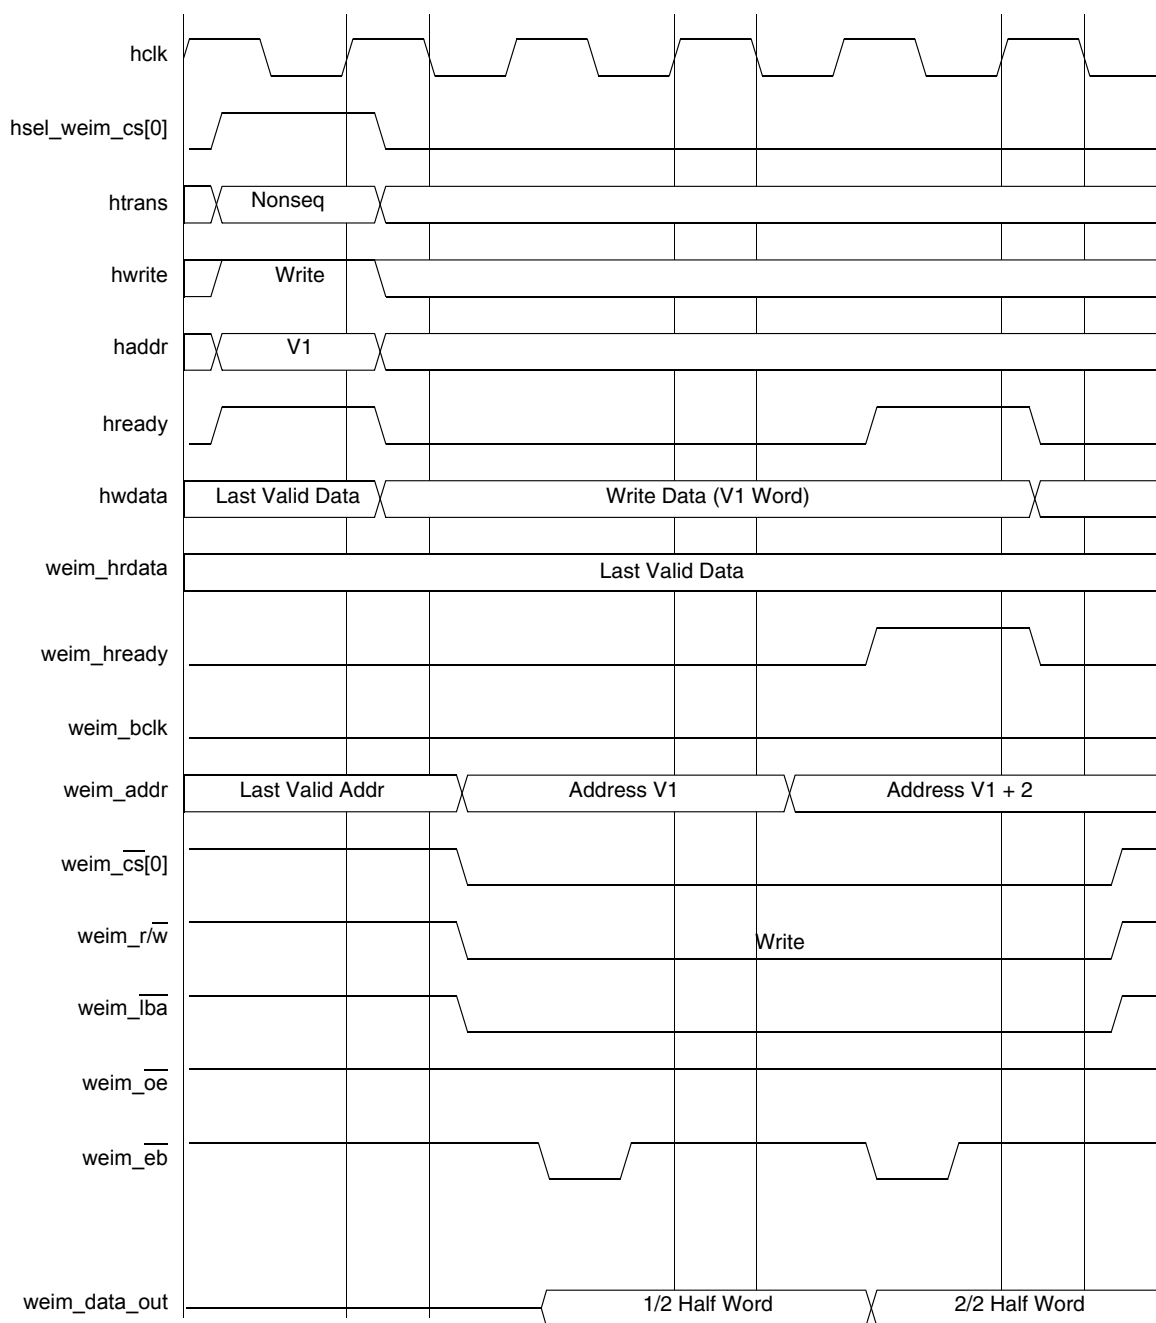 hclk
hsel_weim_cs[0]
htrans Nonseq
hwrite Write
haddr V1
hready
hwdata Last Valid Data Write Data (V1 Word)
weim_hrdata Last Valid Data
weim_hready
weim_bclk
weim_addr Last Valid Addr Address V1 Address V1 + 2
weim_cs[0]
weim_r/w Write
weim_lba
weim_oe
weim_eb
weim_data_out 1/2 Half Word 2/2 Half Word